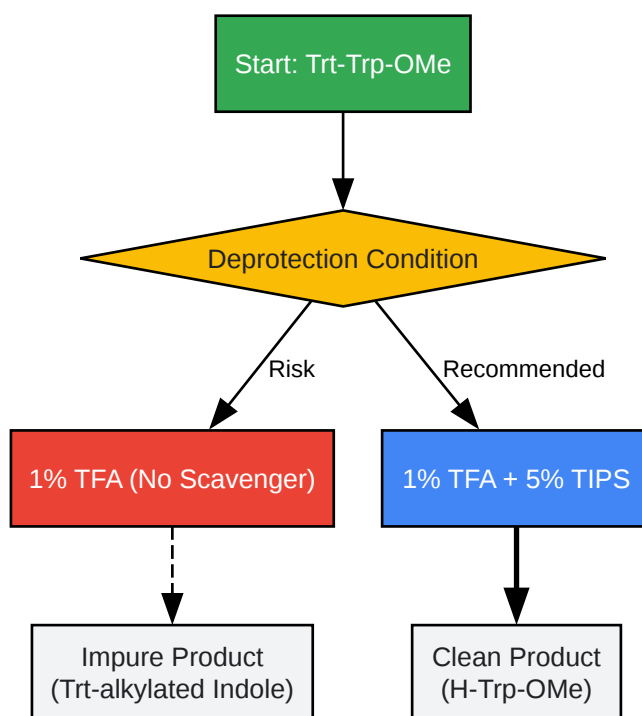 Start: Trt-Trp-OMe
Deprotection Condition
Risk
Recommended
1% TFA (No Scavenger)
1% TFA + 5% TIPS
Impure Product
(Trt-alkylated Indole)
Clean Product
(H-Trp-OMe)